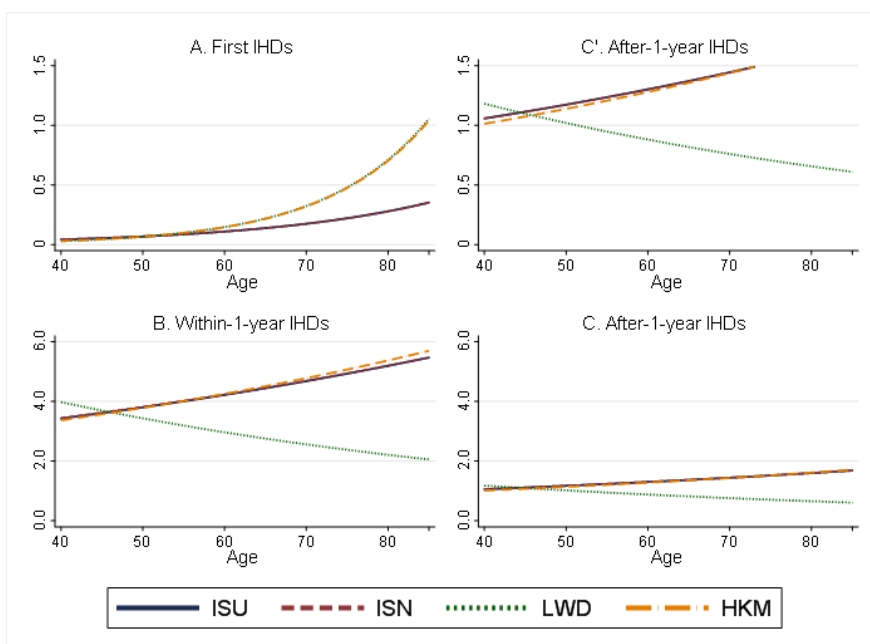 A. First IHDs
1.5
1.0
0.5
0
40 50 60 70 80
Age
C'. After-1-year IHDs
1.5
1.0
0.5
0
40 50 60 70 80
Age
B. Within-1-year IHDs
6.0
4.0
2.0
0.0
40 50 60 70 80
Age
C. After-1-year IHDs
6.0
4.0
2.0
0.0
40 50 60 70 80
Age
ISU ISN LWD HKM